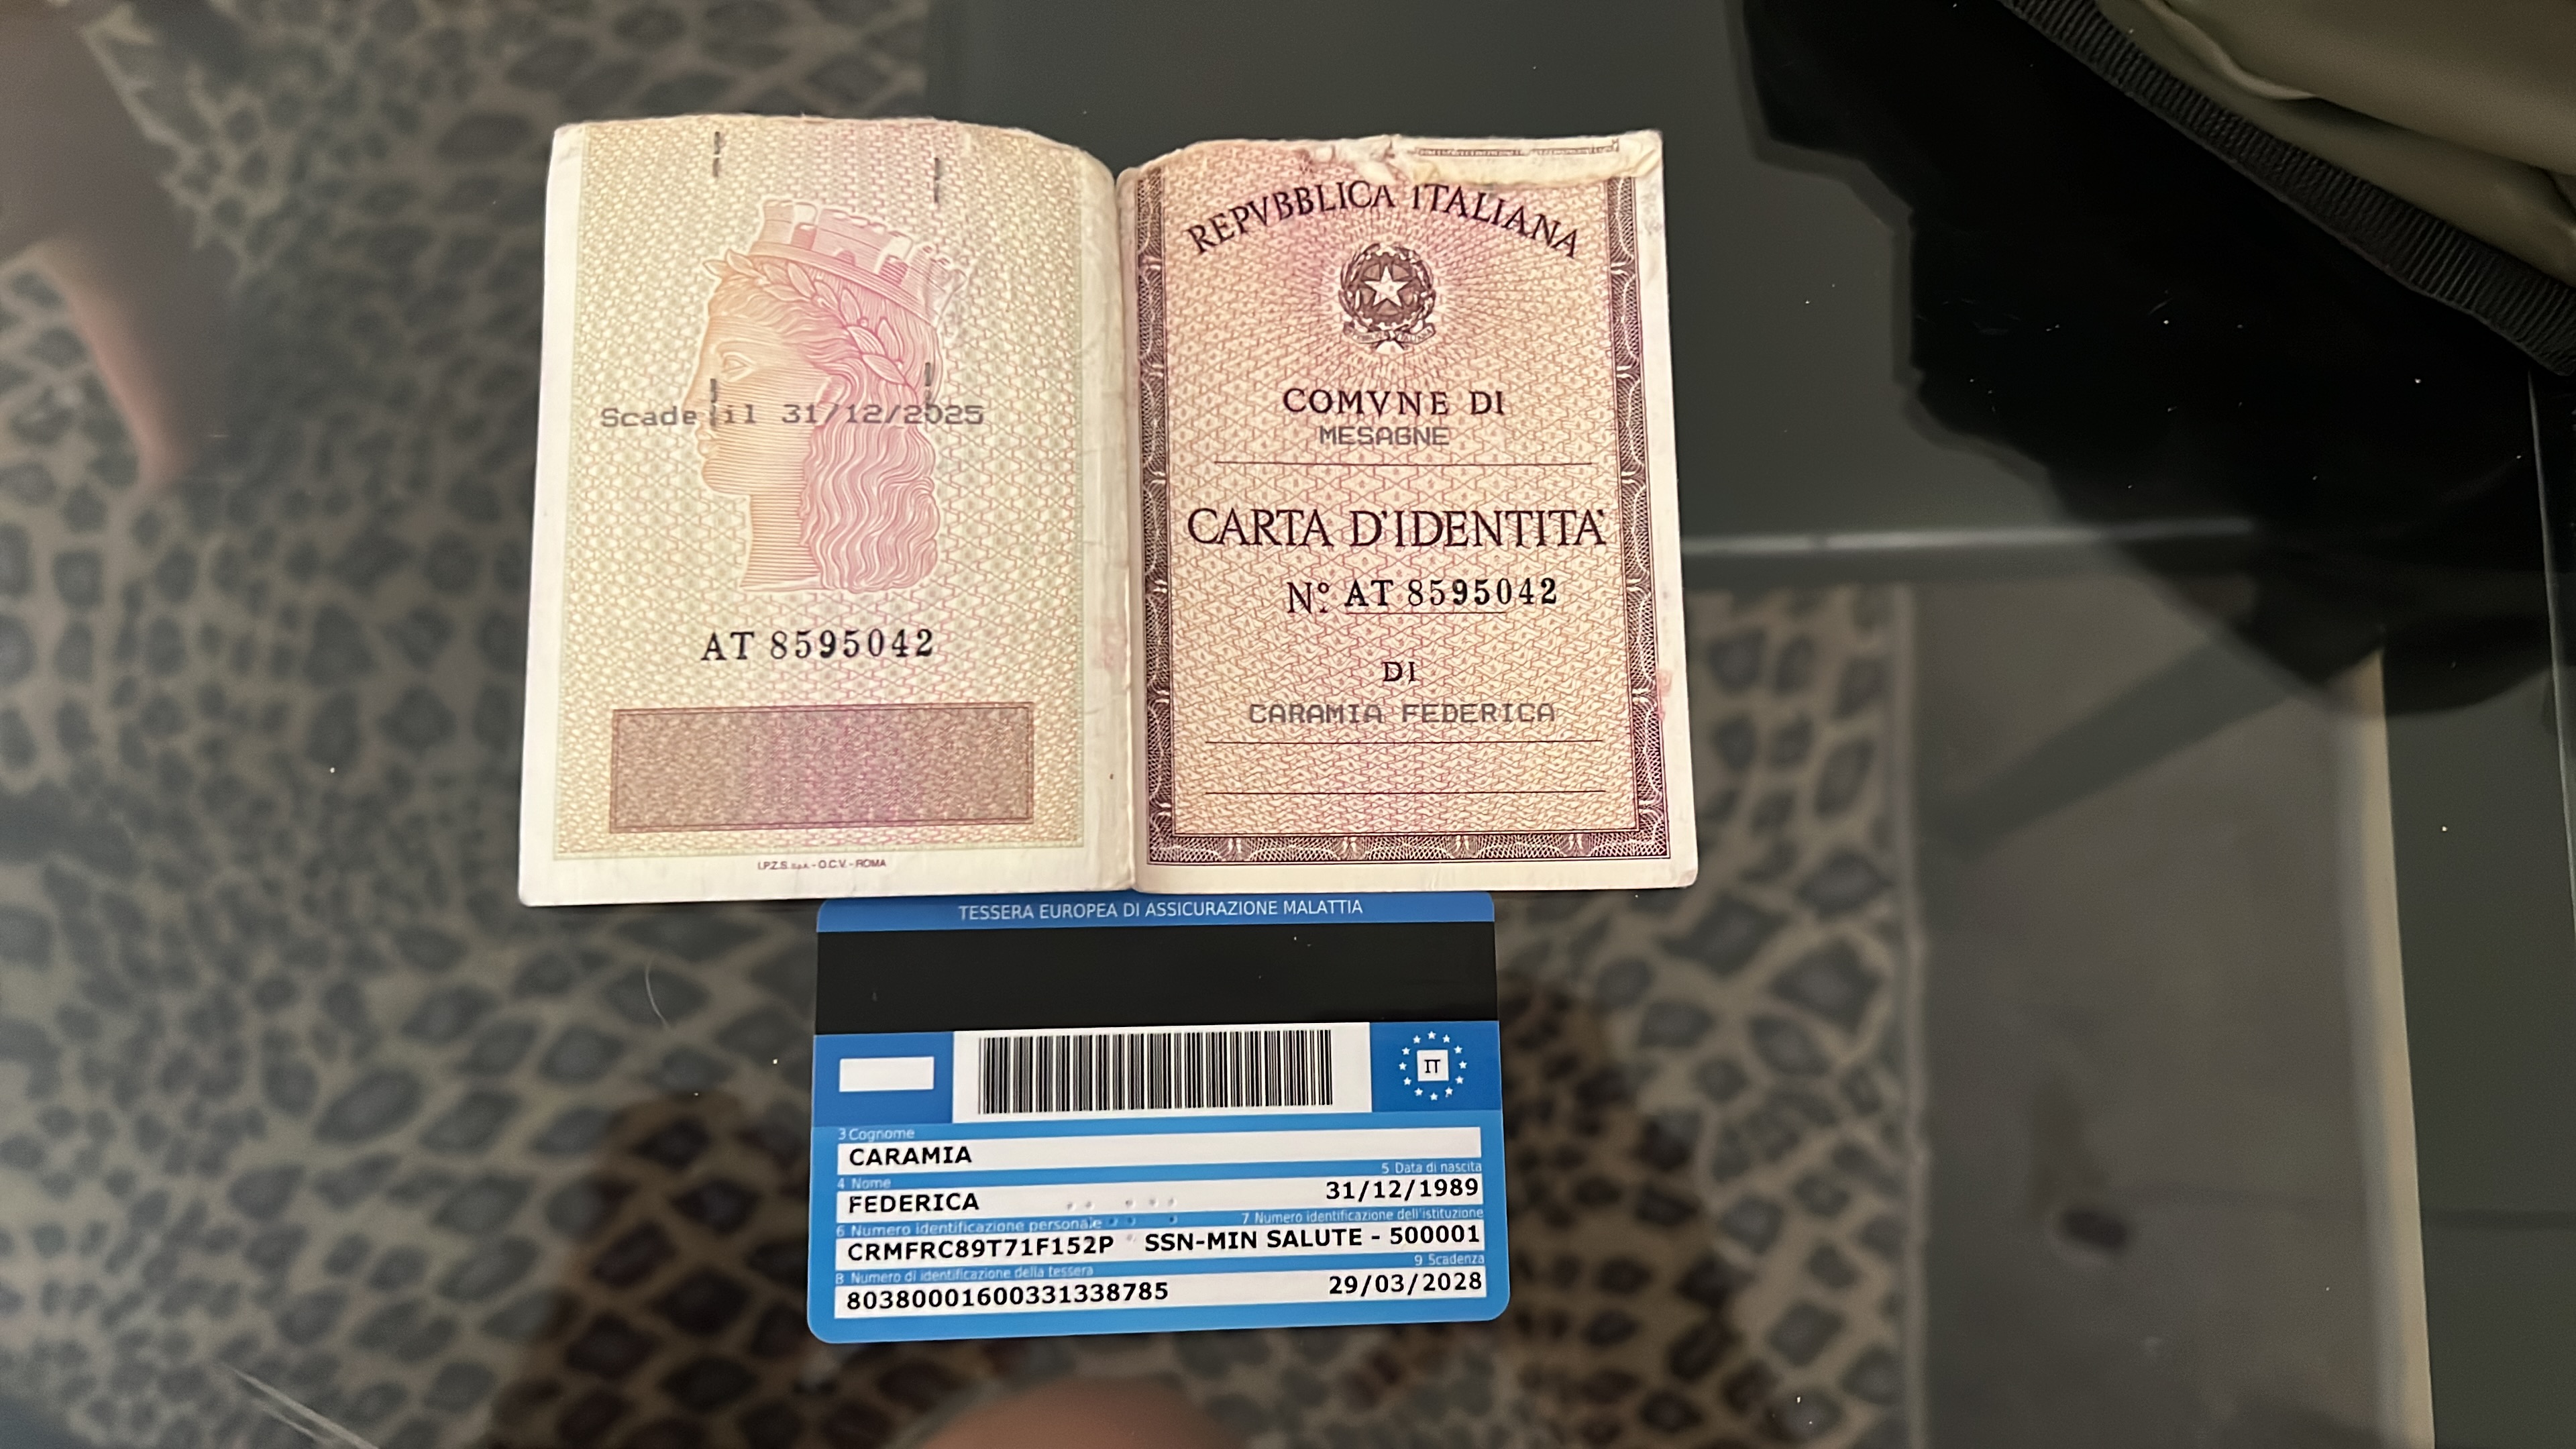 Scade il 31/12/2025
AT 8595042
I.P.Z.S. S.p.A. - O.C.V. - ROMA
REPVBBLICA ITALIANA
COMVNE DI
MESAGNE
CARTA D'IDENTITA'
Nº AT 8595042
DI
CARAMIA FEDERICA
TESSERA EUROPEA DI ASSICURAZIONE MALATTIA
IT
3 Cognome
CARAMIA
5 Data di nascita
4 Nome
FEDERICA 31/12/1989
6 Numero identificazione personale 7 Numero identificazione dell'istituzione
CRMFRC89T71F152P SSN-MIN SALUTE - 500001
8 Numero di identificazione della tessera 9 Scadenza
80380001600331338785 29/03/2028